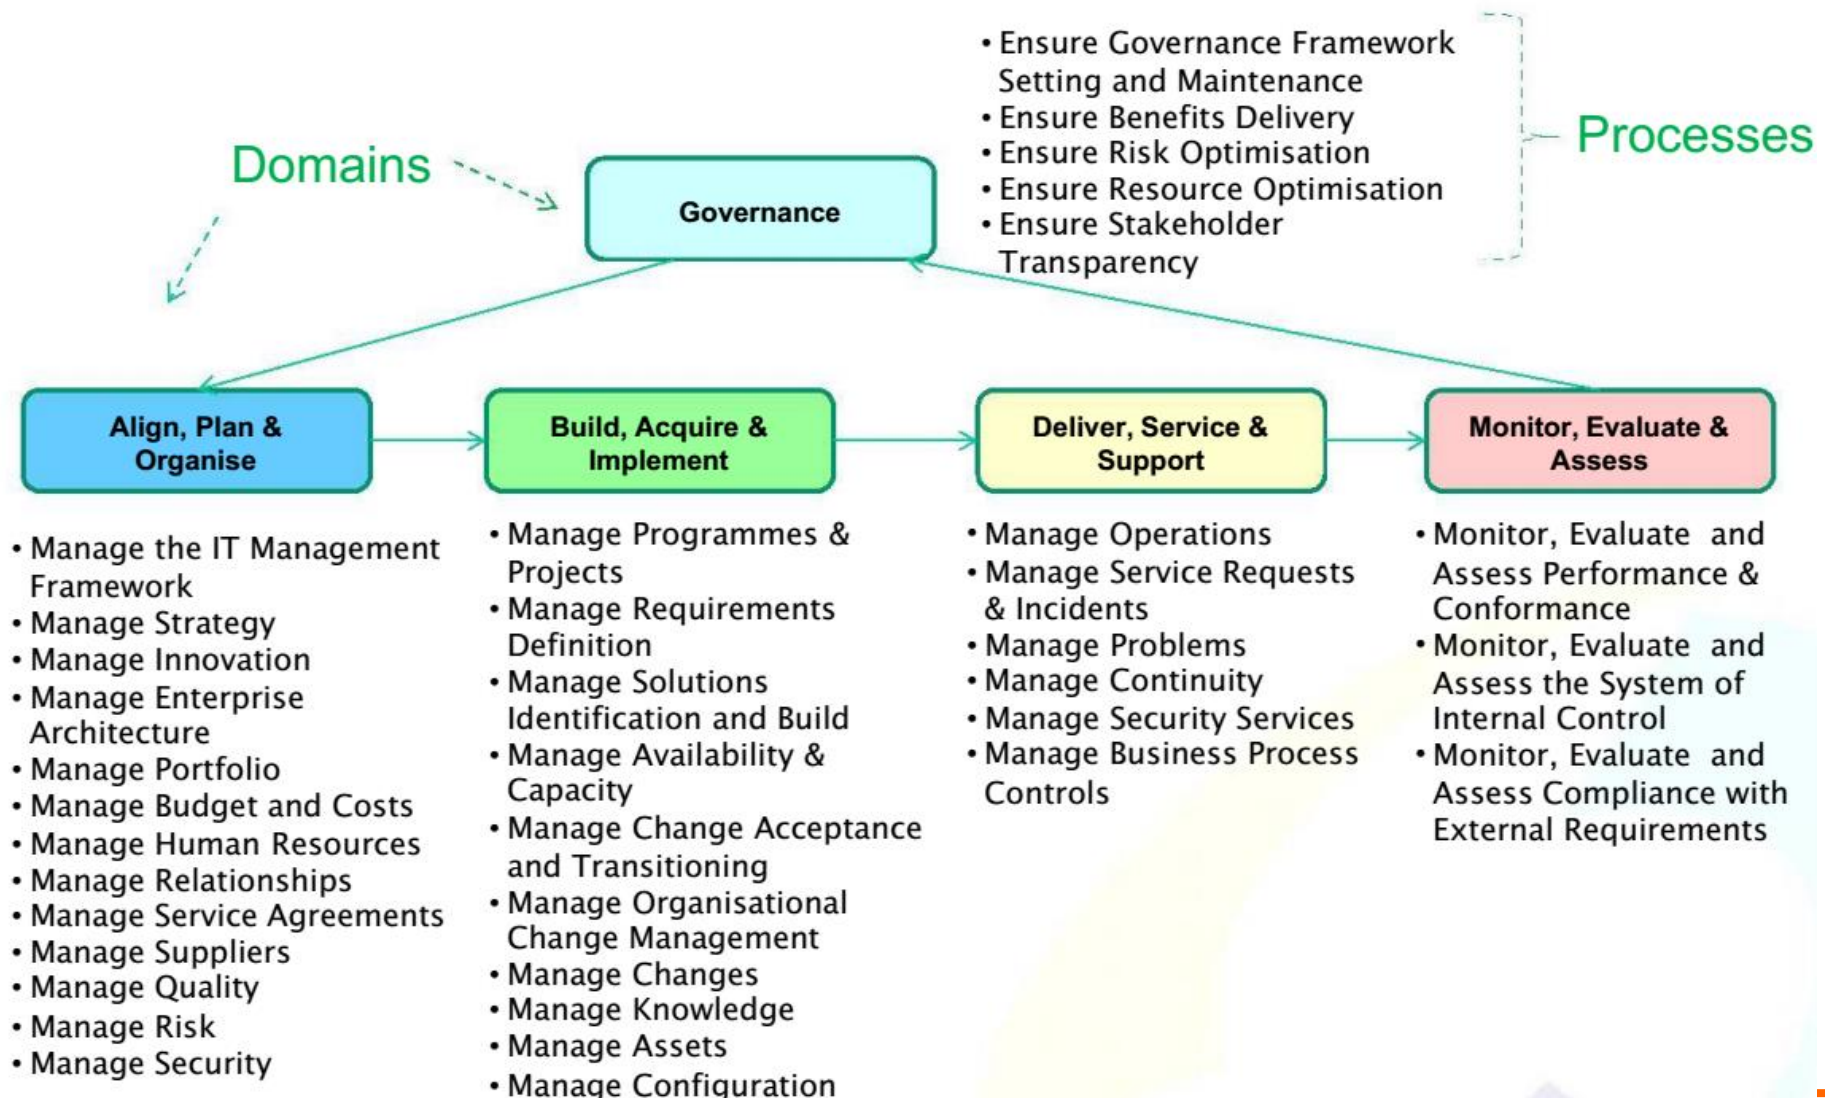 • Ensure Governance Framework
Setting and Maintenance
• Ensure Benefits Delivery
• Ensure Risk Optimisation
• Ensure Resource Optimisation
• Ensure Stakeholder
Transparency
Processes
Domains
Governance
Align, Plan &
Organise
• Manage the IT Management
Framework
• Manage Strategy
• Manage Innovation
• Manage Enterprise
Architecture
• Manage Portfolio
• Manage Budget and Costs
• Manage Human Resources
• Manage Relationships
• Manage Service Agreements
• Manage Suppliers
• Manage Quality
• Manage Risk
• Manage Security
Build, Acquire &
Implement
• Manage Programmes &
Projects
• Manage Requirements
Definition
• Manage Solutions
Identification and Build
• Manage Availability &
Capacity
• Manage Change Acceptance
and Transitioning
• Manage Organisational
Change Management
• Manage Changes
• Manage Knowledge
• Manage Assets
• Manage Configuration
Deliver, Service &
Support
• Manage Operations
• Manage Service Requests
& Incidents
• Manage Problems
• Manage Continuity
• Manage Security Services
• Manage Business Process
Controls
Monitor, Evaluate &
Assess
• Monitor, Evaluate and
Assess Performance &
Conformance
• Monitor, Evaluate and
Assess the System of
Internal Control
• Monitor, Evaluate and
Assess Compliance with
External Requirements